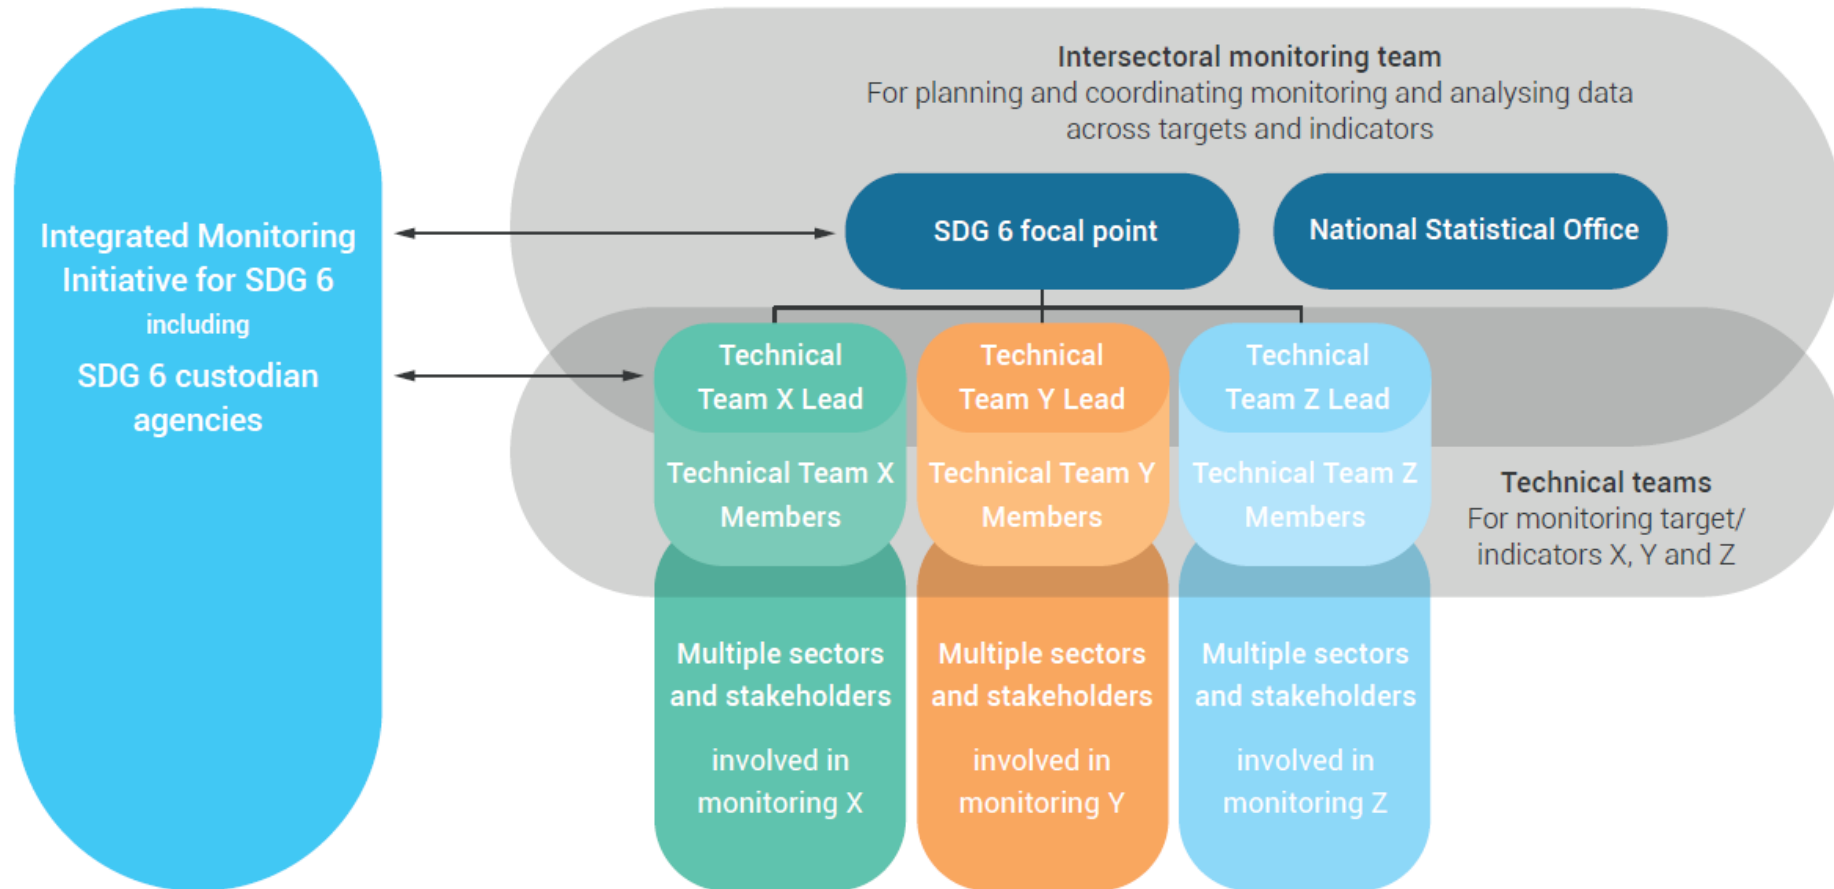 Integrated Monitoring
Initiative for SDG 6
including
SDG 6 custodian
agencies
Intersectoral monitoring team
For planning and coordinating monitoring and analysing data
across targets and indicators
SDG 6 focal point
National Statistical Office
Technical
Team X Lead
Technical Team X
Members
Multiple sectors
and stakeholders
involved in
monitoring X
Technical
Team Y Lead
Technical Team Y
Members
Multiple sectors
and stakeholders
involved in
monitoring Y
Technical
Team Z Lead
Technical Team Z
Members
Multiple sectors
and stakeholders
involved in
monitoring Z
Technical teams
For monitoring target/
indicators X, Y and Z